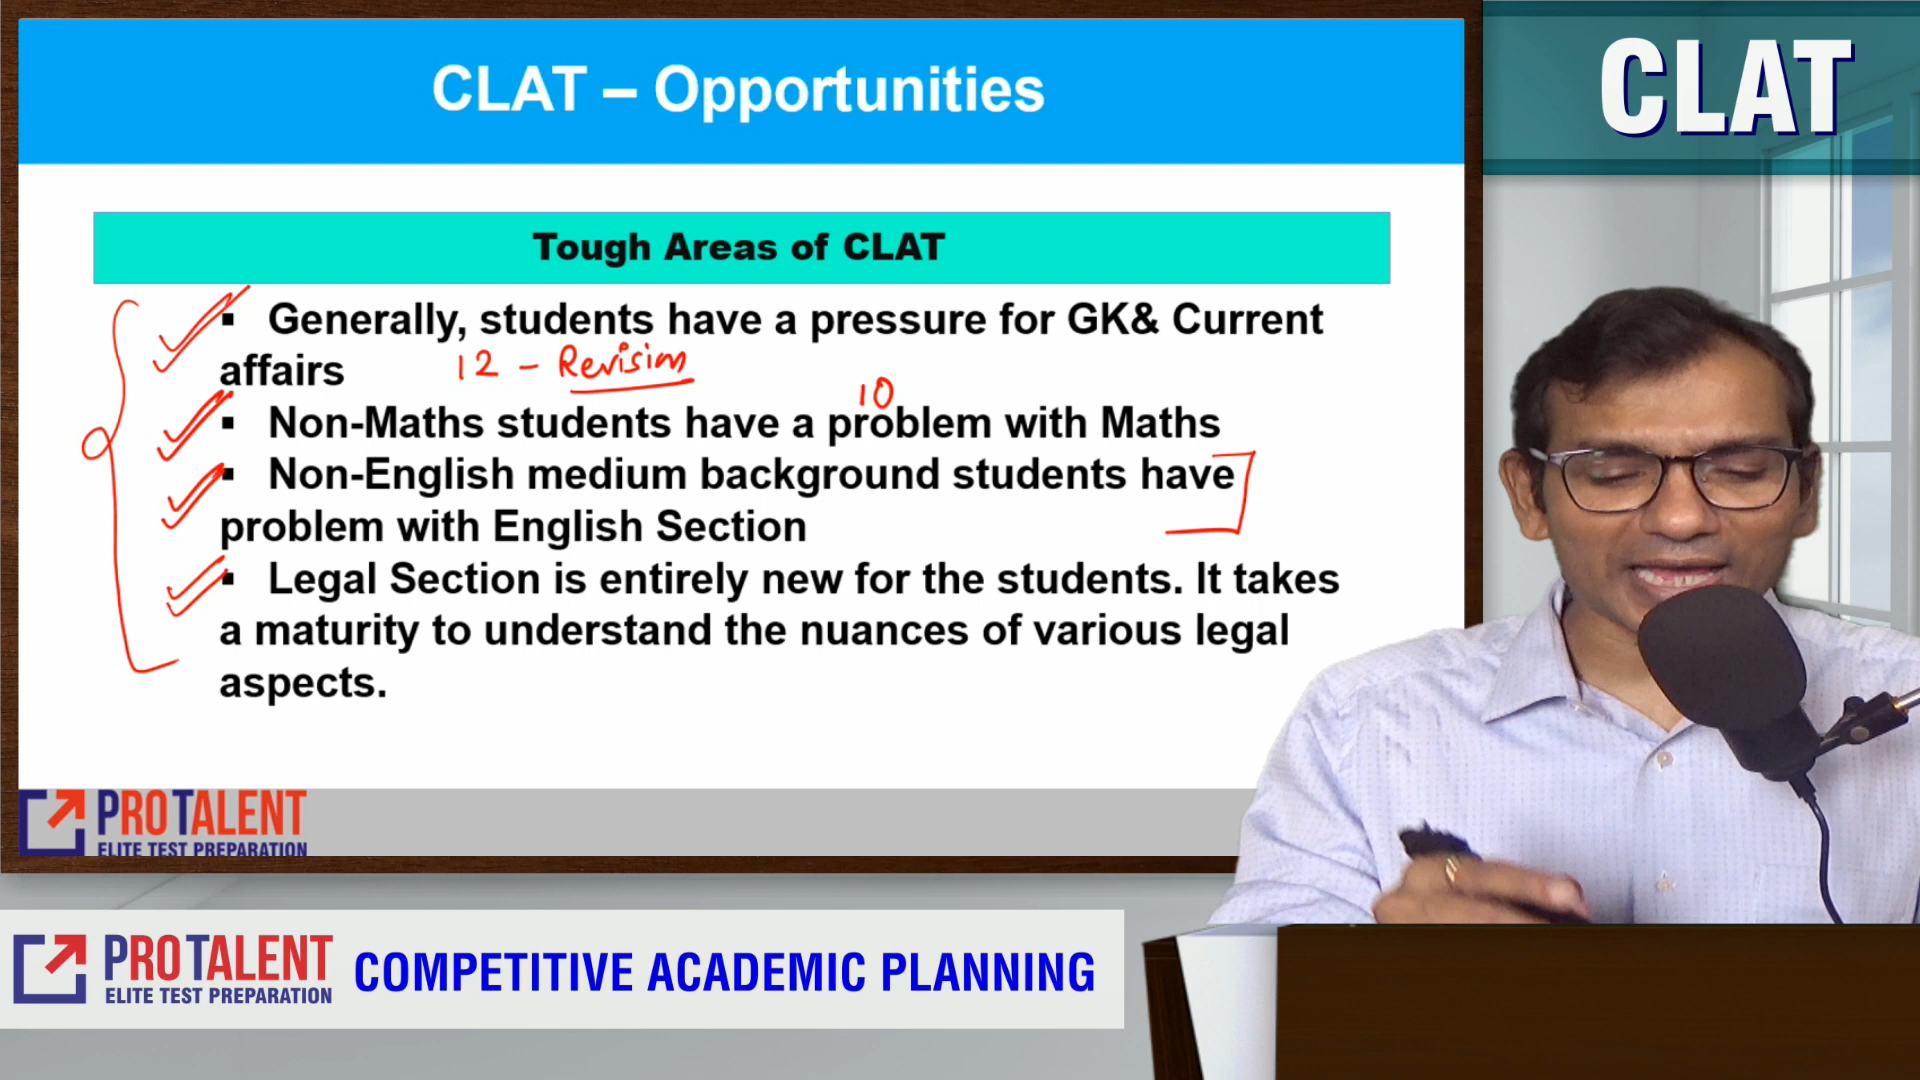 CLAT – Opportunities
CLAT
Tough Areas of CLAT
▪ Generally, students have a pressure for GK& Current
affairs
12 - Revision
10
▪ Non-Maths students have a problem with Maths
▪ Non-English medium background students have
problem with English Section
▪ Legal Section is entirely new for the students. It takes
a maturity to understand the nuances of various legal
aspects.
PROTALENT
ELITE TEST PREPARATION
PROTALENT
ELITE TEST PREPARATION
COMPETITIVE ACADEMIC PLANNING